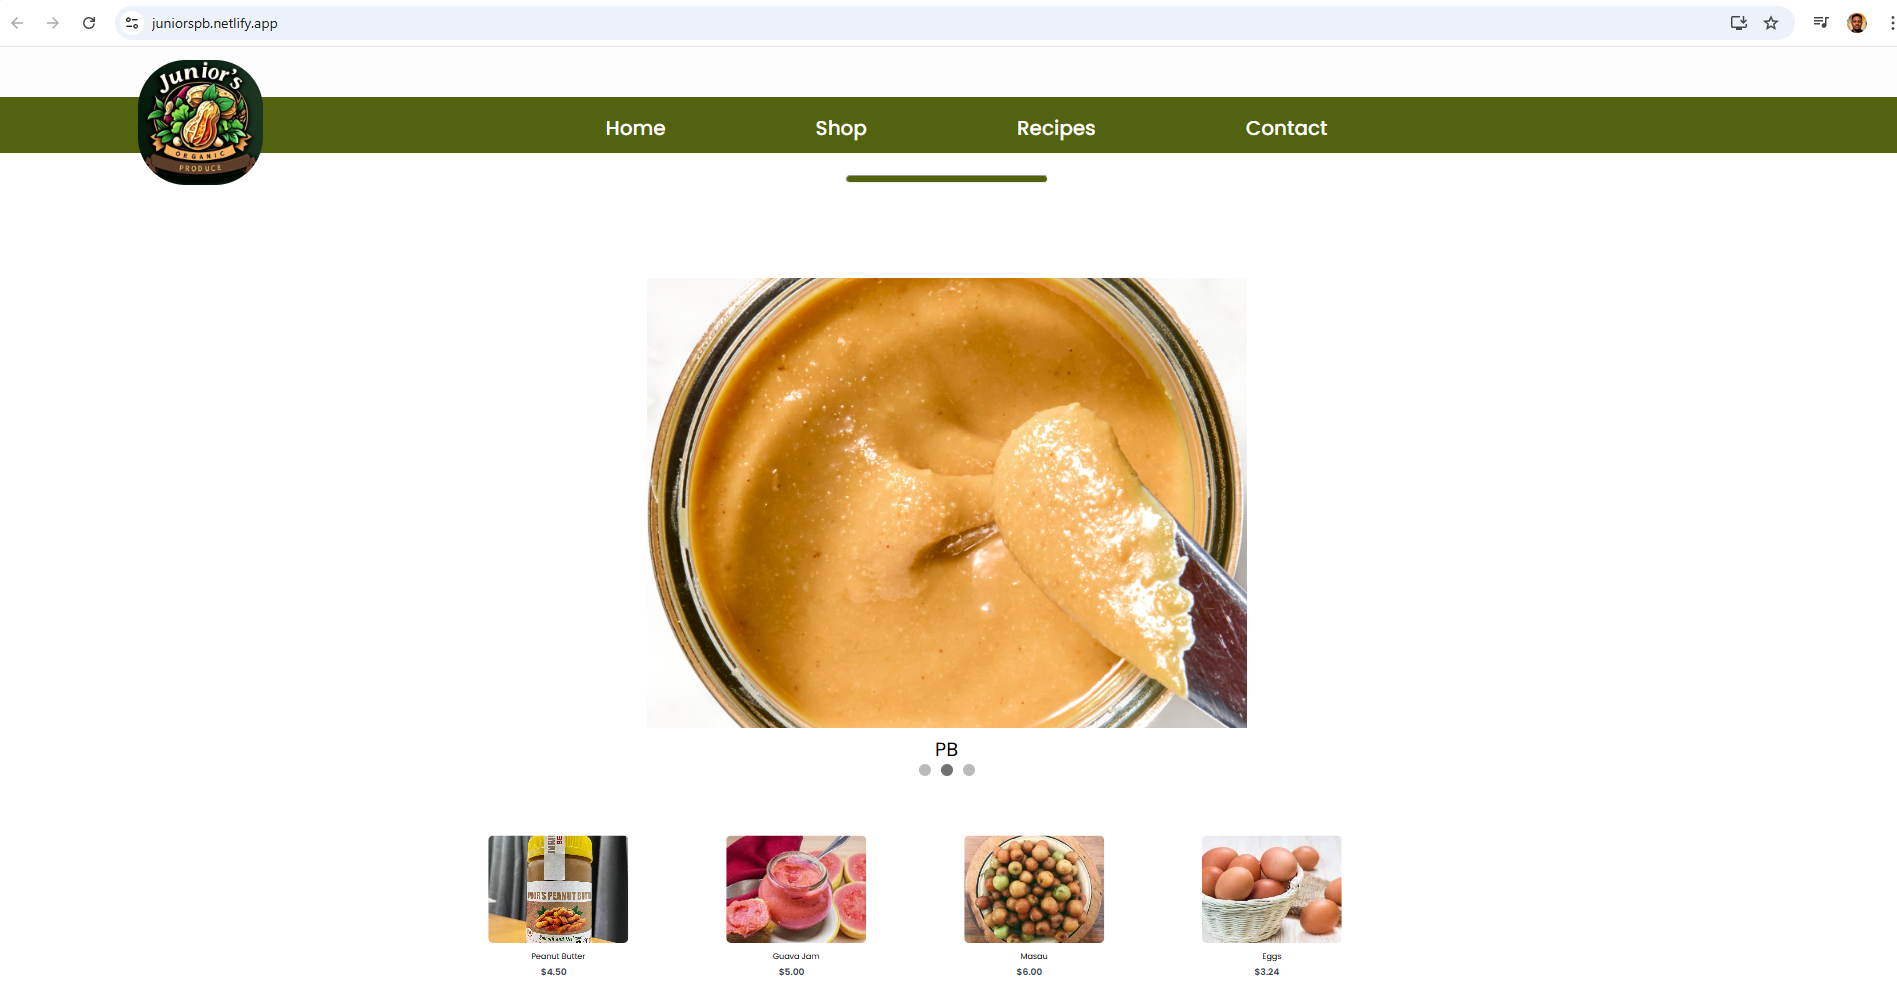 juniorspb.netlify.app
Junior's
ORGANIC
PRODUCE
Home
Shop
Recipes
Contact
PB
PEANUT
Peanut Butter
$4.50
Guava Jam
$5.00
Masau
$6.00
Eggs
$3.24